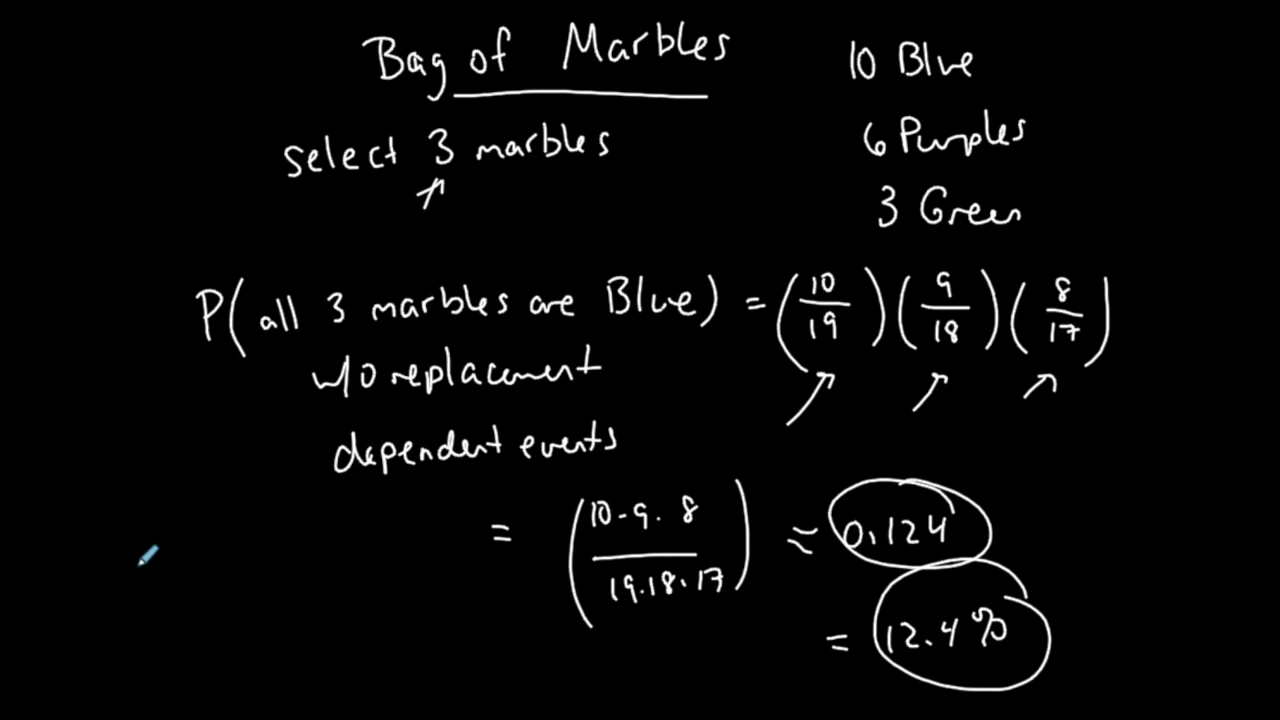 Bag of Marbles
10 Blue
select 3 marbles
6 Purples
3 Green
P(all 3 marbles are Blue) = (10/19)(9/18)(8/17)
w/o replacement
dependent events
= (10·9·8/19·18·17) ≈ 0.124
= 12.4%